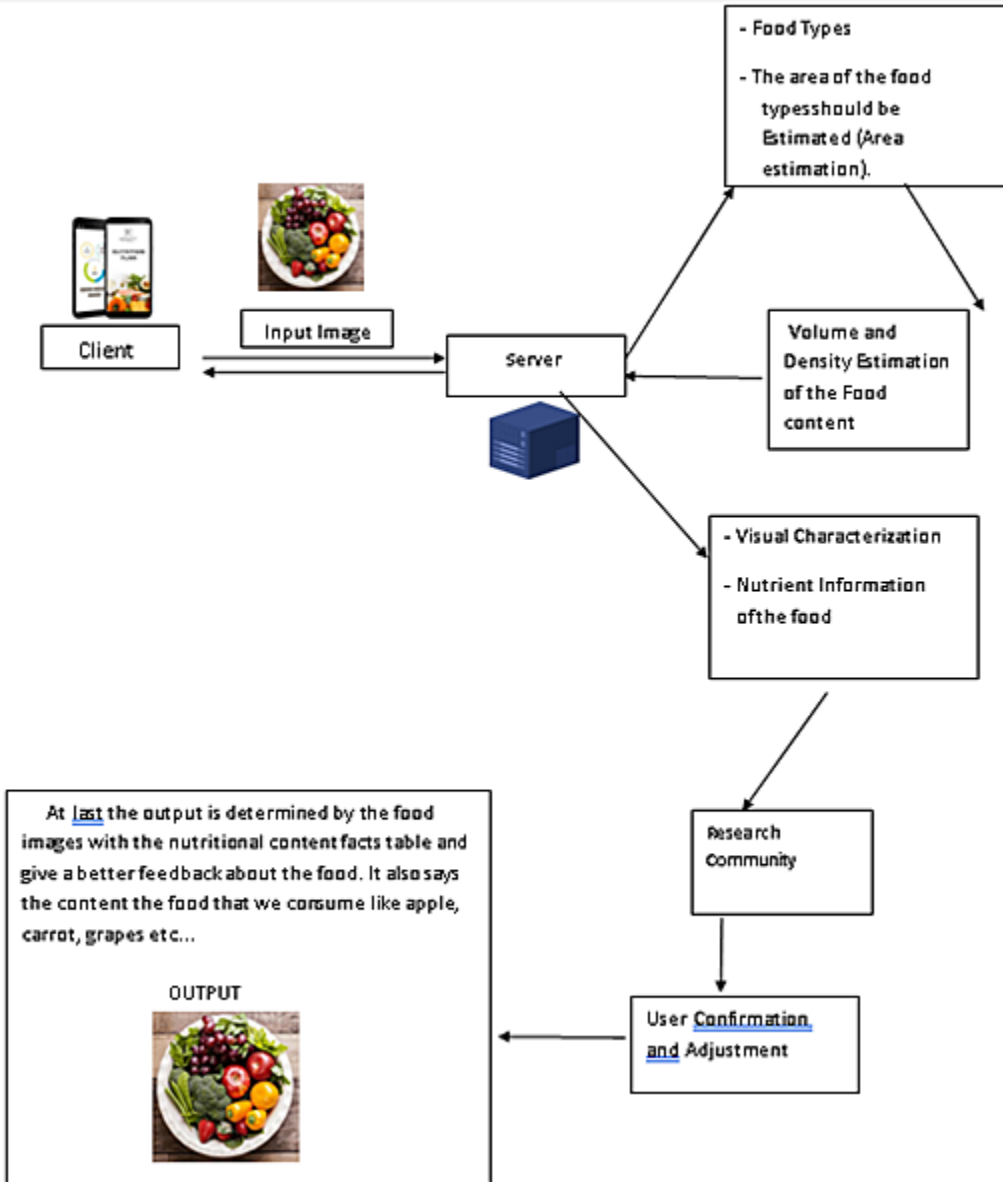 - Food Types
- The area of the food
typesshould be
Estimated (Area
estimation).
Input Image
Client
Server
Volume and
Density Estimation
of the Food
content
- Visual Characterization
- Nutrient Information
ofthe food
Research
Community
User Confirmation
and Adjustment
At last the output is determined by the food
images with the nutritional content facts table and
give a better feedback about the food. It also says
the content the food that we consume like apple,
carrot, grapes etc...
OUTPUT